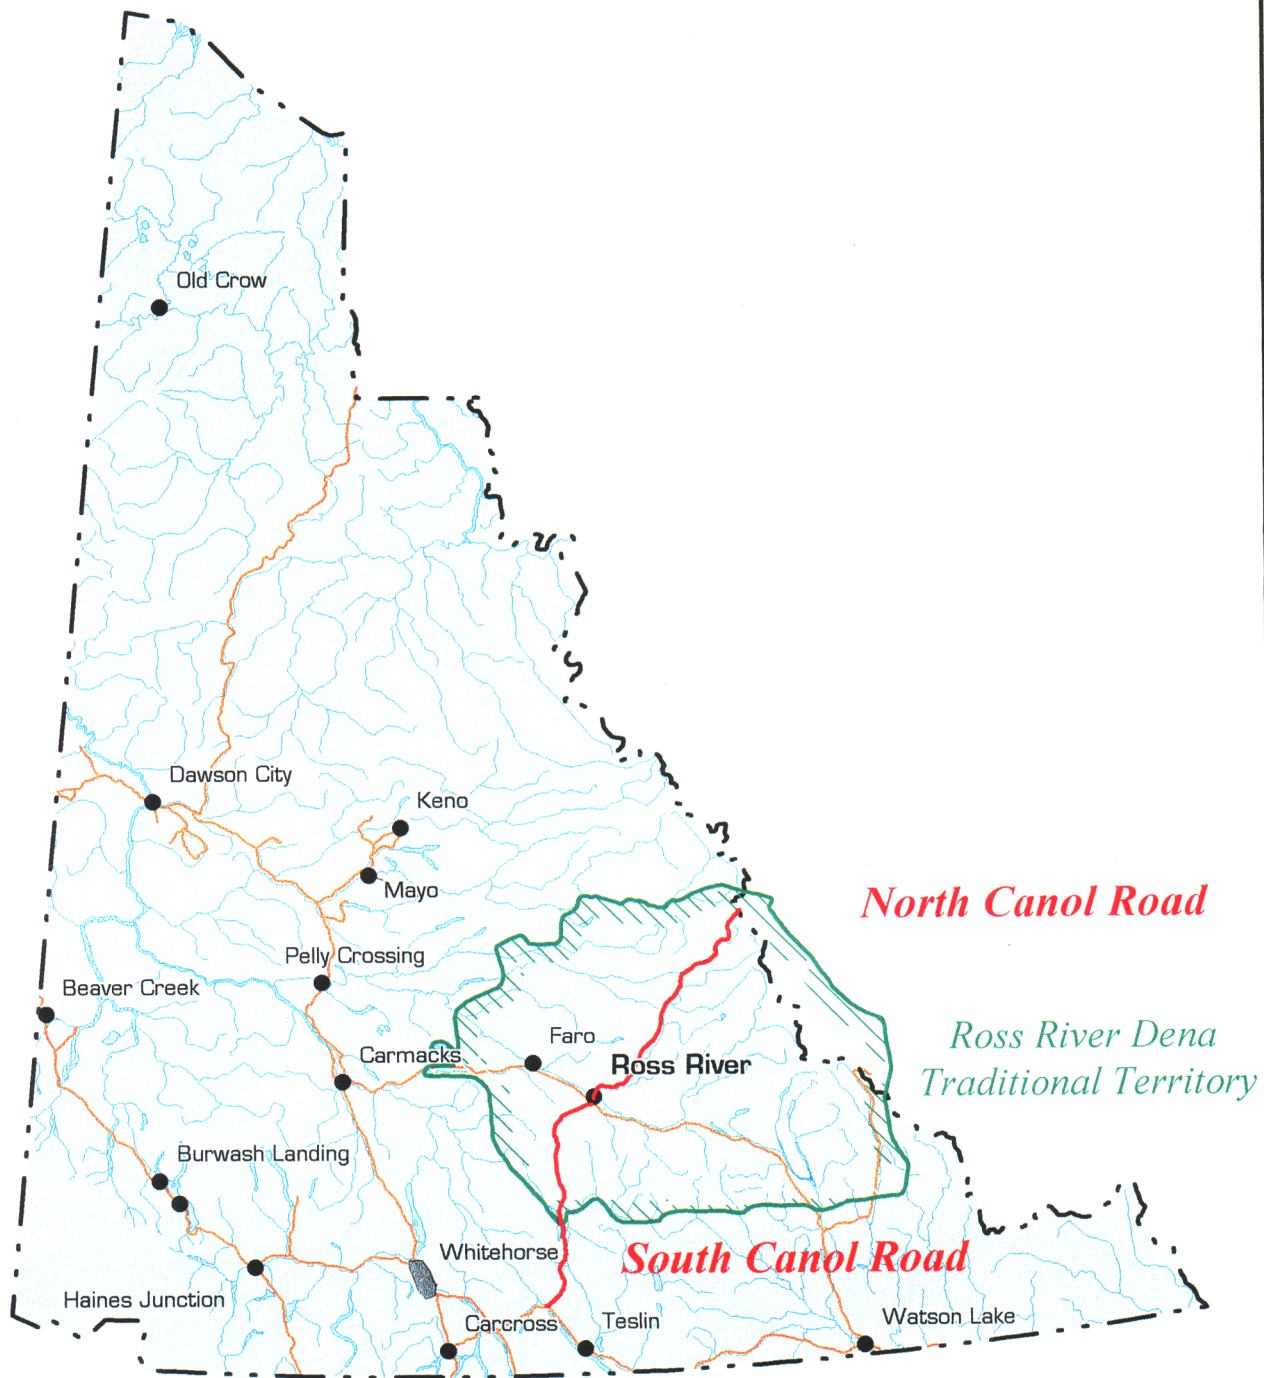 Old Crow
Dawson City
Keno
Mayo
North Canol Road
Pelly Crossing
Beaver Creek
Ross River Dena
Traditional Territory
Faro
Carmacks
Ross River
Burwash Landing
Whitehorse
South Canol Road
Haines Junction
Carcross
Teslin
Watson Lake